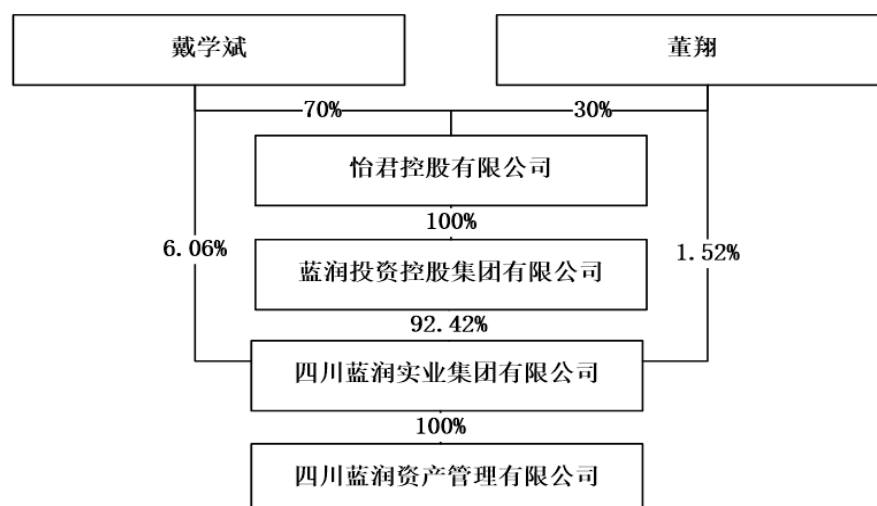 戴学斌
董翔
70%
30%
怡君控股有限公司
100%
6.06%
蓝润投资控股集团有限公司
1.52%
92.42%
四川蓝润实业集团有限公司
100%
四川蓝润资产管理有限公司